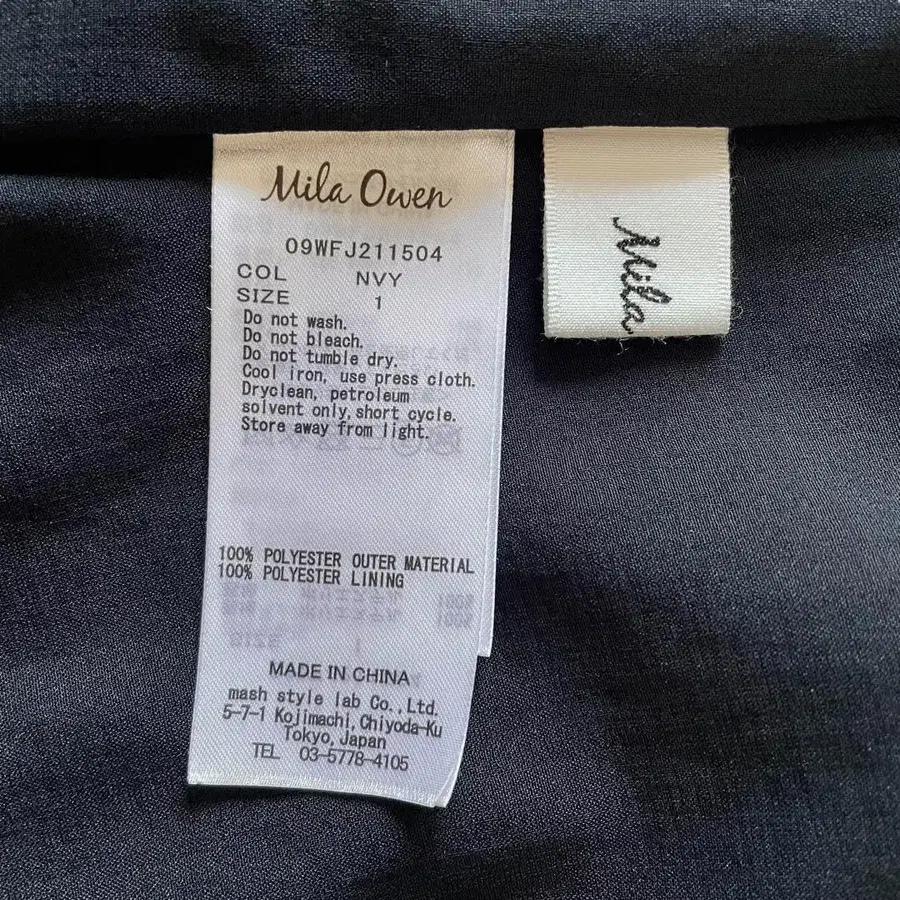 Mila Owen
09WFJ211504
COL NVY
SIZE 1
Do not wash.
Do not bleach.
Do not tumble dry.
Cool iron, use press cloth.
Dryclean, petroleum
solvent only, short cycle.
Store away from light.
100% POLYESTER OUTER MATERIAL
100% POLYESTER LINING
MADE IN CHINA
mash style lab Co.,Ltd.
5-7-1 Kojimachi,Chiyoda-Ku
Tokyo,Japan
TEL 03-5778-4105
Mila